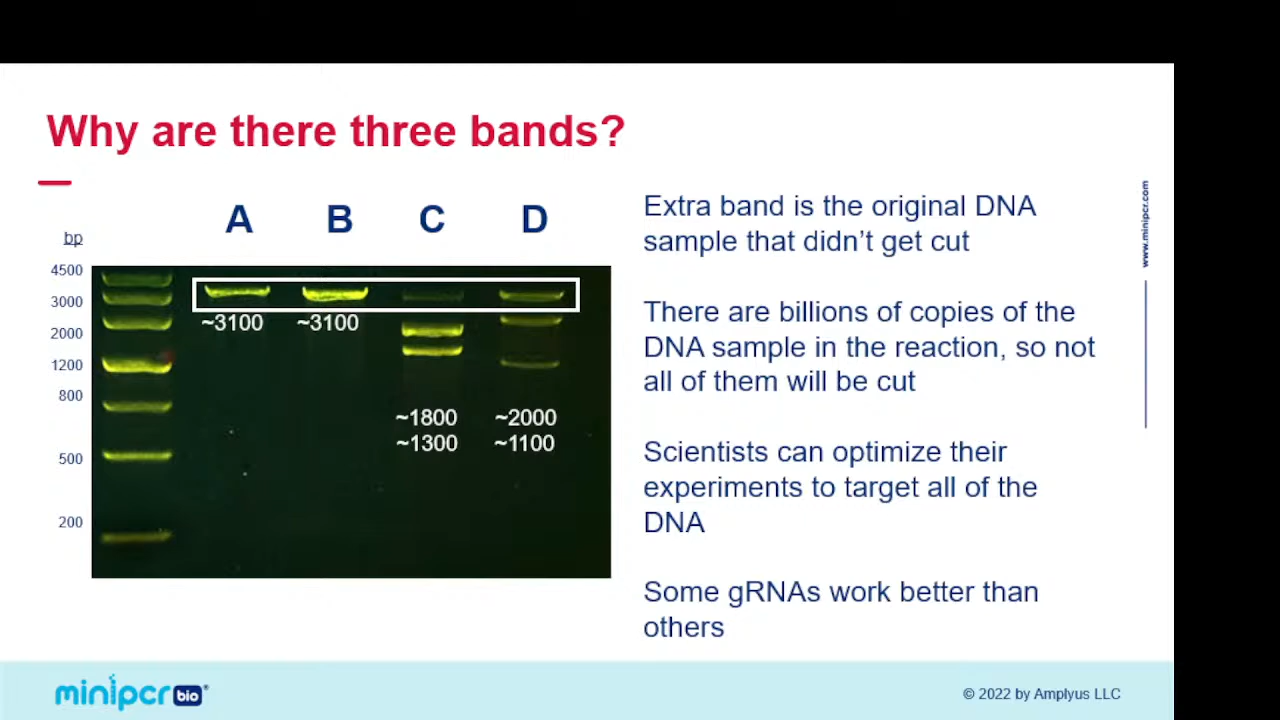 Why are there three bands?
A B C D
bp
4500
3000
2000
1200
800
500
200
~3100 ~3100
~1800 ~2000
~1300 ~1100
Extra band is the original DNA
sample that didn’t get cut
There are billions of copies of the
DNA sample in the reaction, so not
all of them will be cut
Scientists can optimize their
experiments to target all of the
DNA
Some gRNAs work better than
others
www.minipcr.com
minipcr bio®
© 2022 by Amplyus LLC